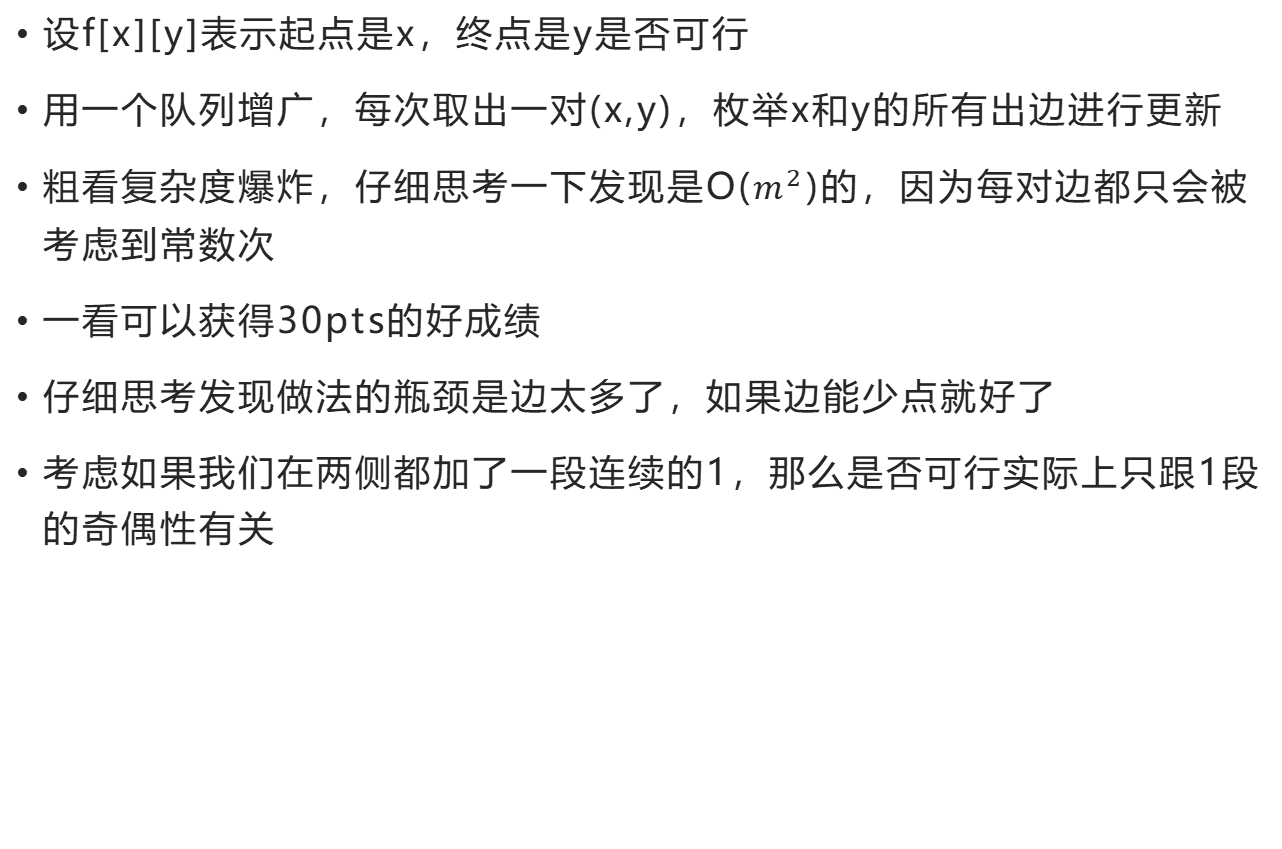 • 设f[x][y]表示起点是x，终点是y是否可行
• 用一个队列增广，每次取出一对(x,y)，枚举x和y的所有出边进行更新
• 粗看复杂度爆炸，仔细思考一下发现是O(𝑚²)的，因为每对边都只会被
考虑到常数次
• 一看可以获得30pts的好成绩
• 仔细思考发现做法的瓶颈是边太多了，如果边能少点就好了
• 考虑如果我们在两侧都加了一段连续的1，那么是否可行实际上只跟1段
的奇偶性有关